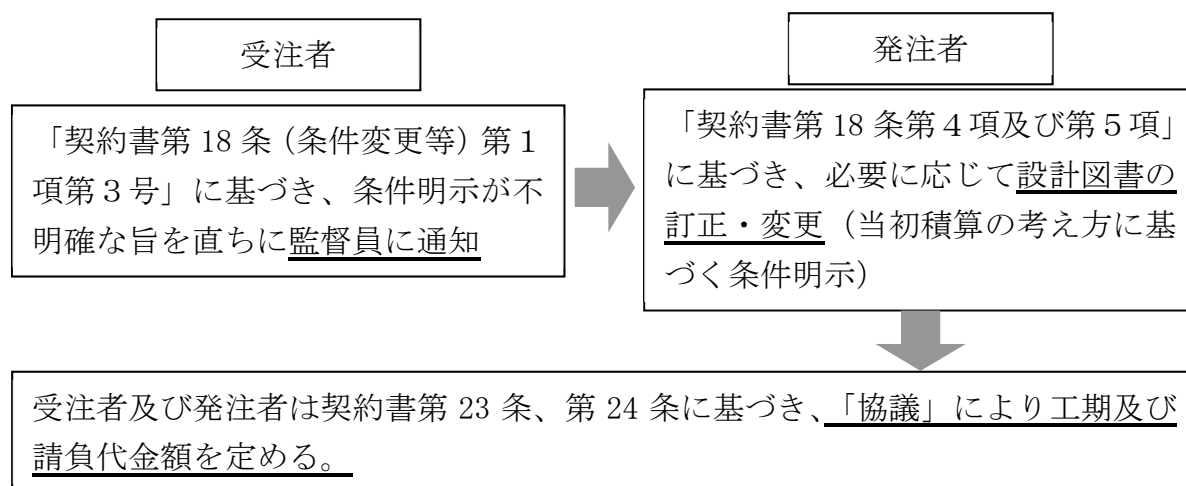 受注者
「契約書第 18 条（条件変更等）第１
項第３号」に基づき、条件明示が不
明確な旨を直ちに監督員に通知
発注者
「契約書第 18 条第４項及び第５項」
に基づき、必要に応じて設計図書の
訂正・変更（当初積算の考え方に基
づく条件明示）
受注者及び発注者は契約書第 23 条、第 24 条に基づき、「協議」により工期及び
請負代金額を定める。